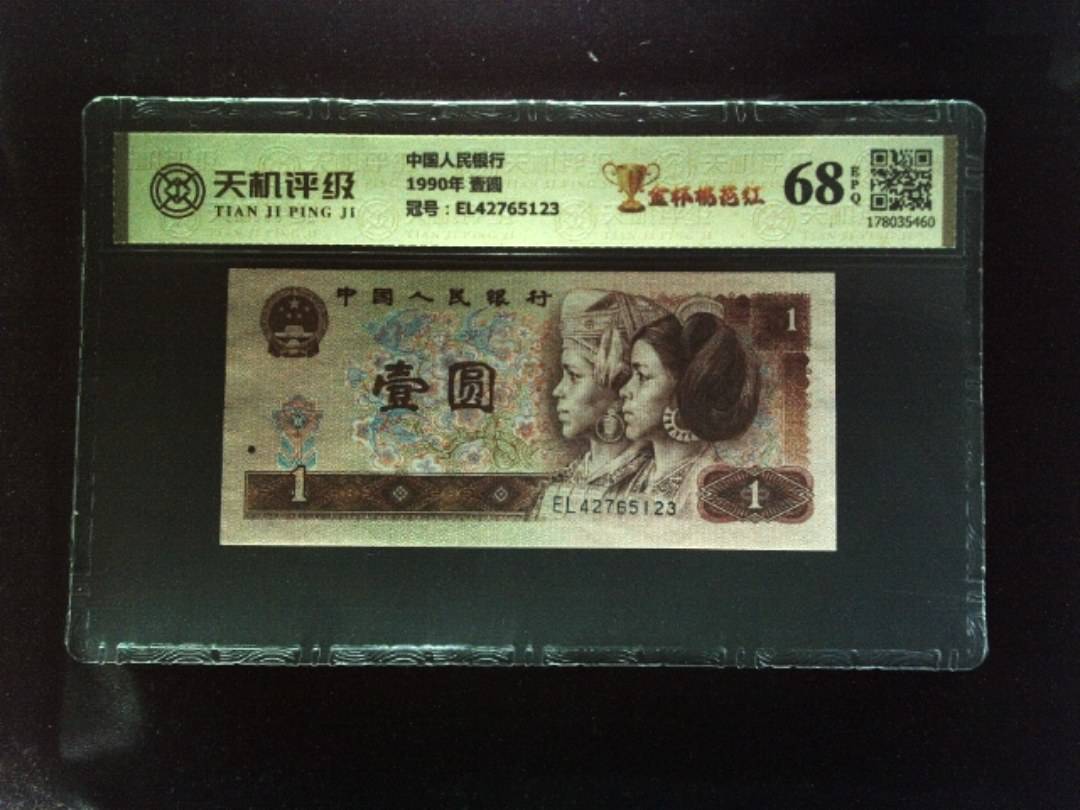 天机评级
TIAN JI PING JI
中国人民银行
1990年 壹圆
冠号：EL42765123
金杯桃花红
68
EPQ
178035460
中国人民银行
1
壹圆
1
EL42765123
1